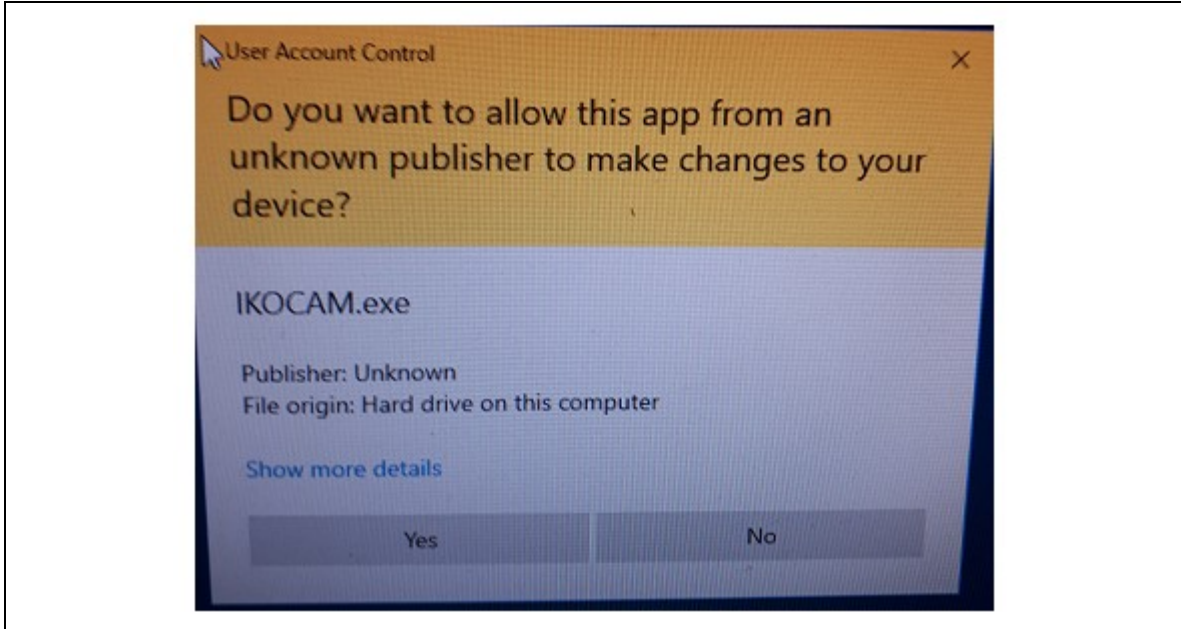 User Account Control
Do you want to allow this app from an
unknown publisher to make changes to your
device?
IKOCAM.exe
Publisher: Unknown
File origin: Hard drive on this computer
Show more details
Yes
No